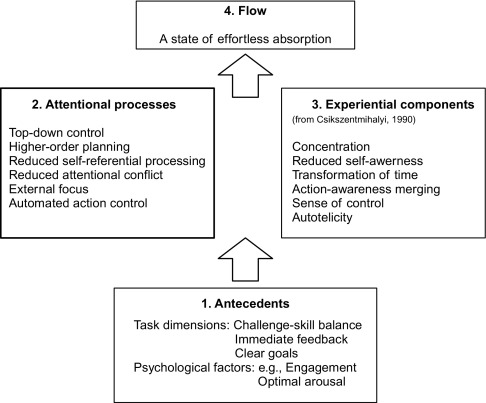 4. Flow
A state of effortless absorption
2. Attentional processes
Top-down control
Higher-order planning
Reduced self-referential processing
Reduced attentional conflict
External focus
Automated action control
3. Experiential components
(from Csikszentmihalyi, 1990)
Concentration
Reduced self-awerness
Transformation of time
Action-awareness merging
Sense of control
Autotelicity
1. Antecedents
Task dimensions: Challenge-skill balance
Immediate feedback
Clear goals
Psychological factors: e.g., Engagement
Optimal arousal